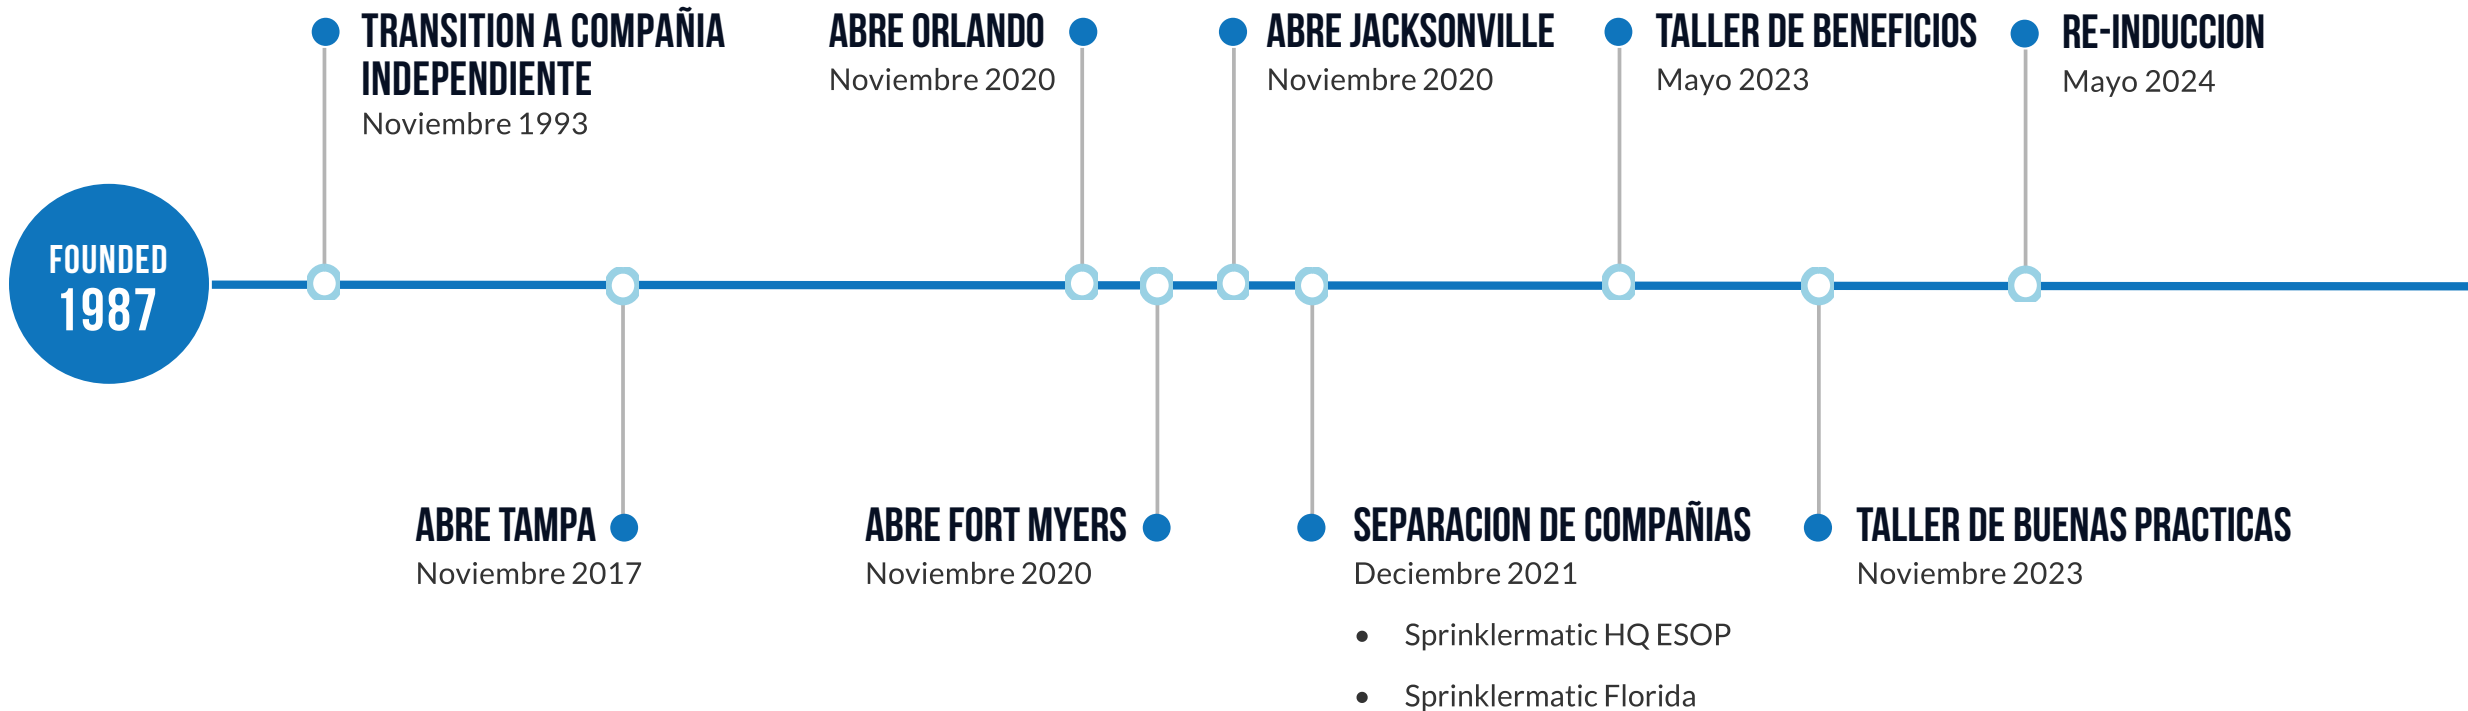 TRANSITION A COMPAÑIA
INDEPENDIENTE
Noviembre 1993
ABRE ORLANDO
Noviembre 2020
ABRE JACKSONVILLE
Noviembre 2020
TALLER DE BENEFICIOS
Mayo 2023
RE-INDUCCION
Mayo 2024
FOUNDED
1987
ABRE TAMPA
Noviembre 2017
ABRE FORT MYERS
Noviembre 2020
SEPARACION DE COMPAÑIAS
Deciembre 2021
• Sprinklermatic HQ ESOP
• Sprinklermatic Florida
TALLER DE BUENAS PRACTICAS
Noviembre 2023